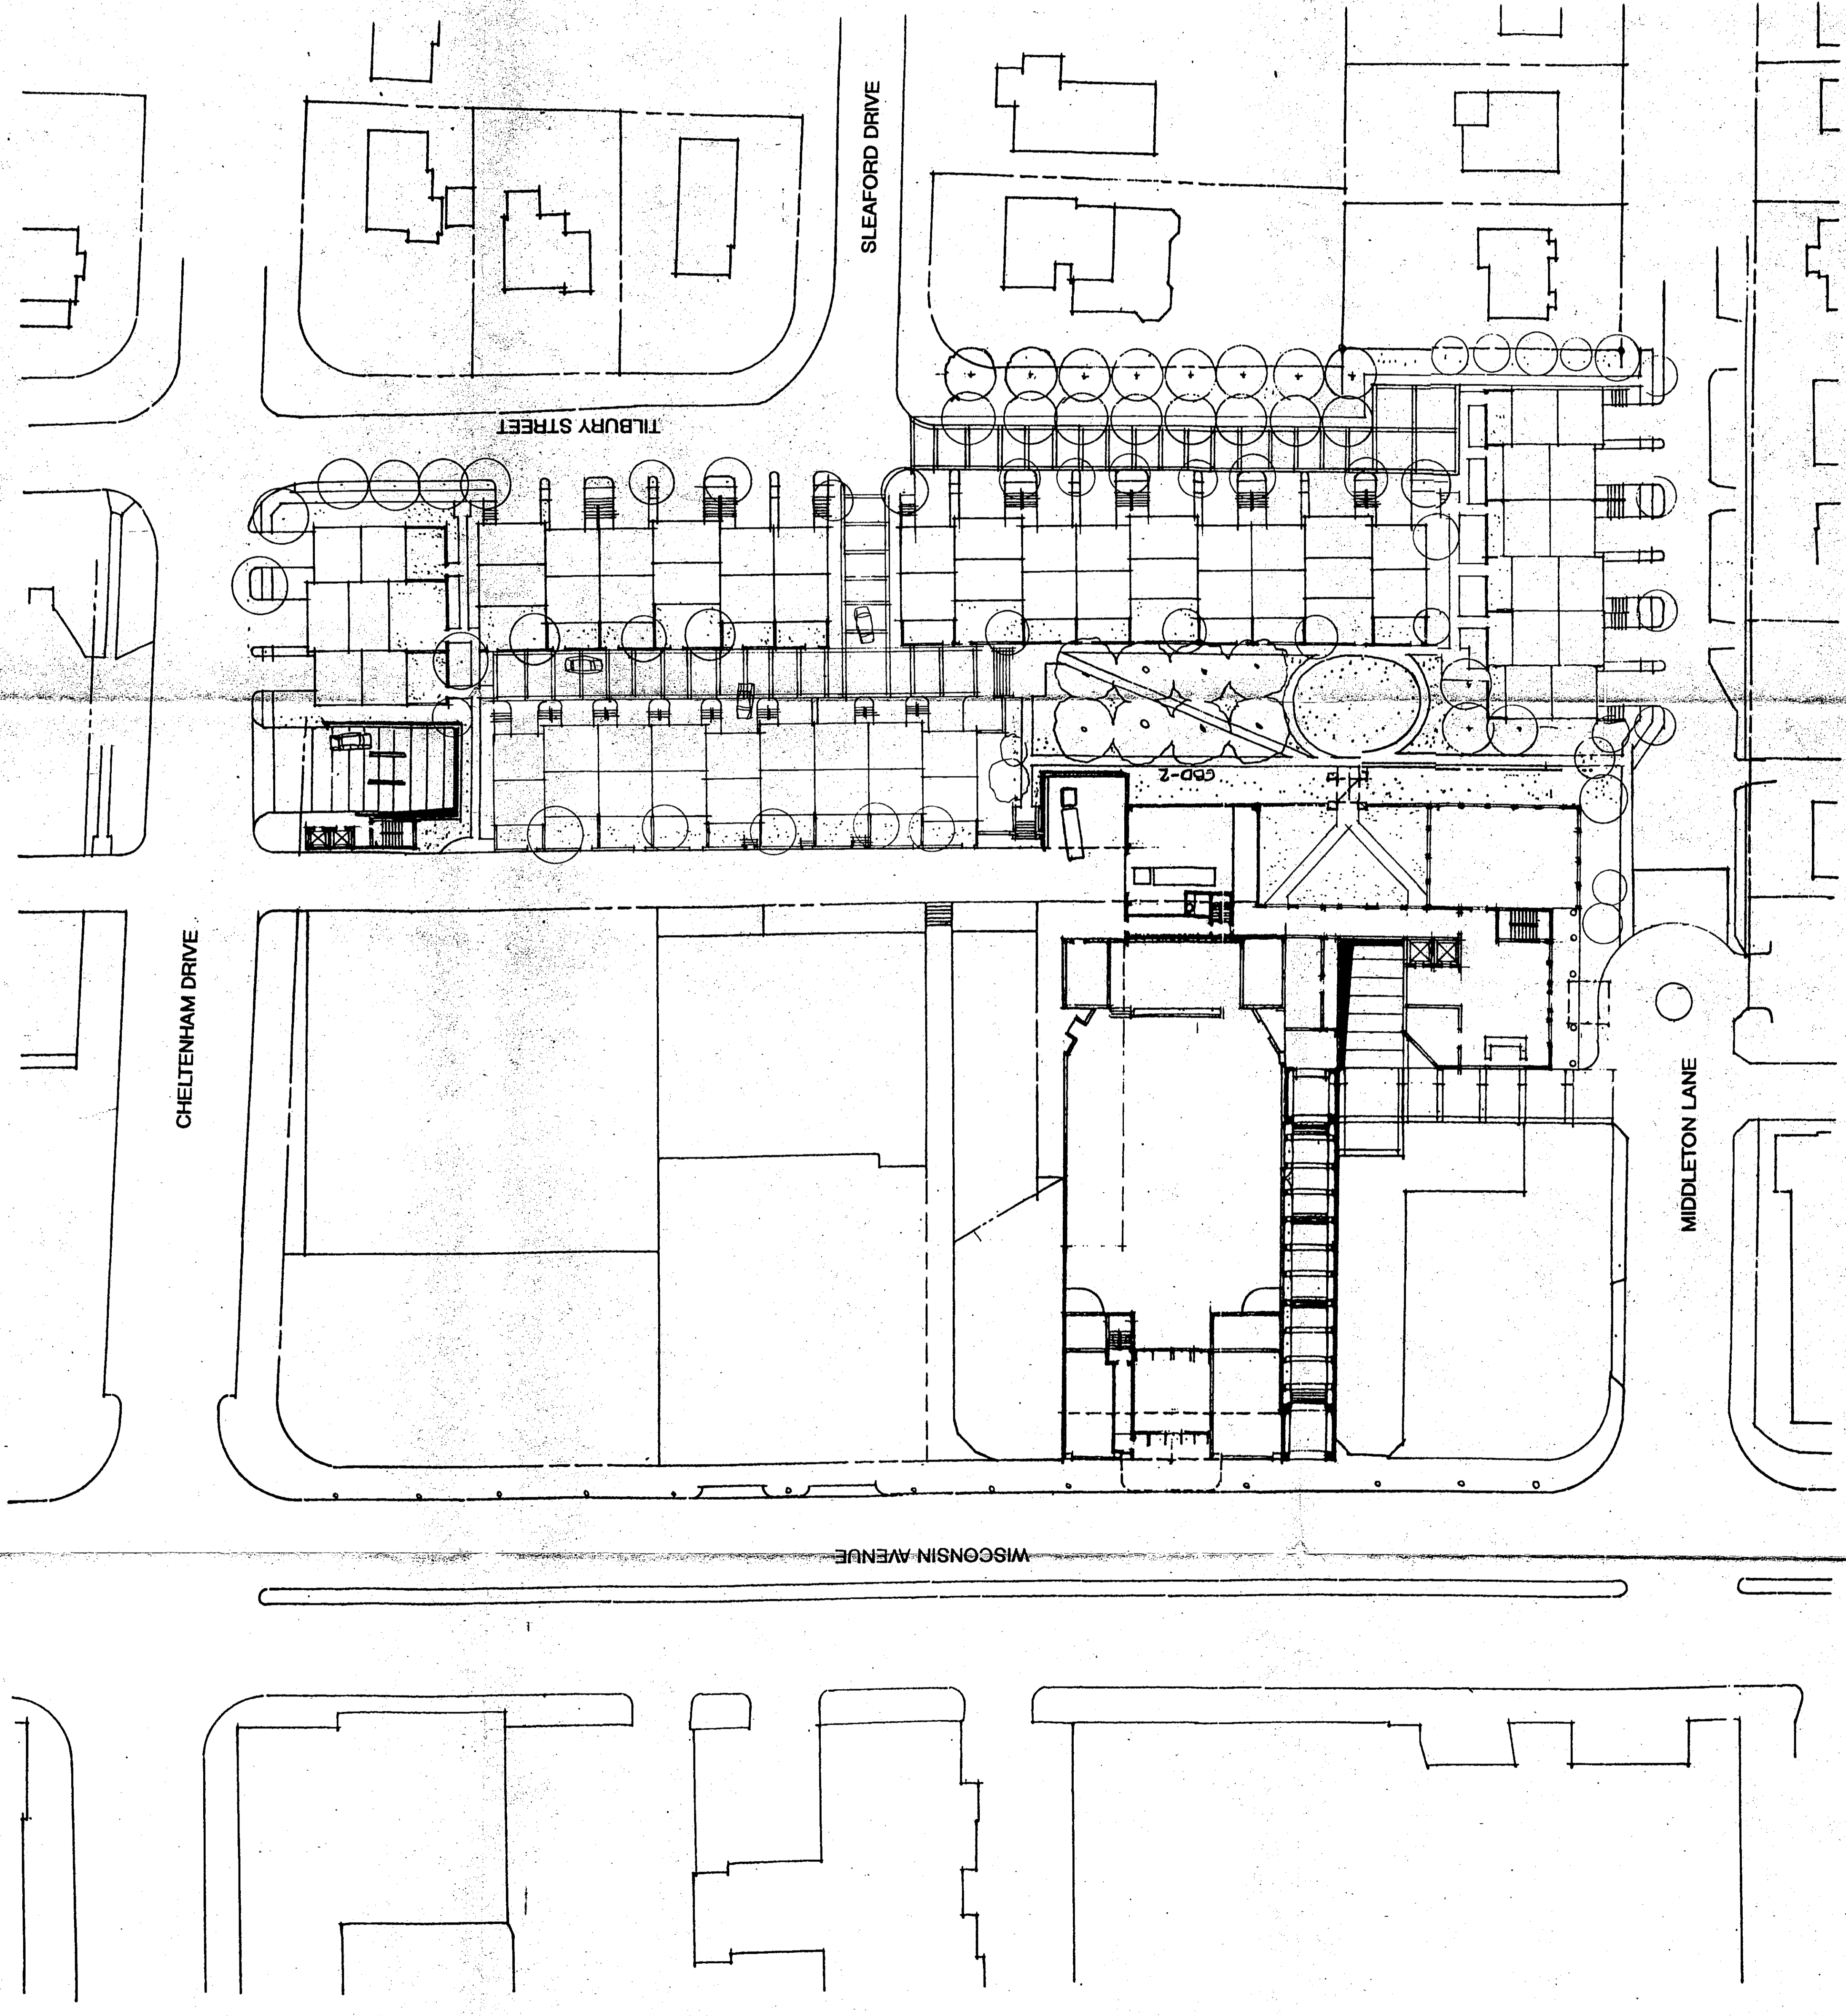 SLEAFORD DRIVE
TILBURY STREET
CBD-2
CHELTENHAM DRIVE
MIDDLETON LANE
WISCONSIN AVENUE